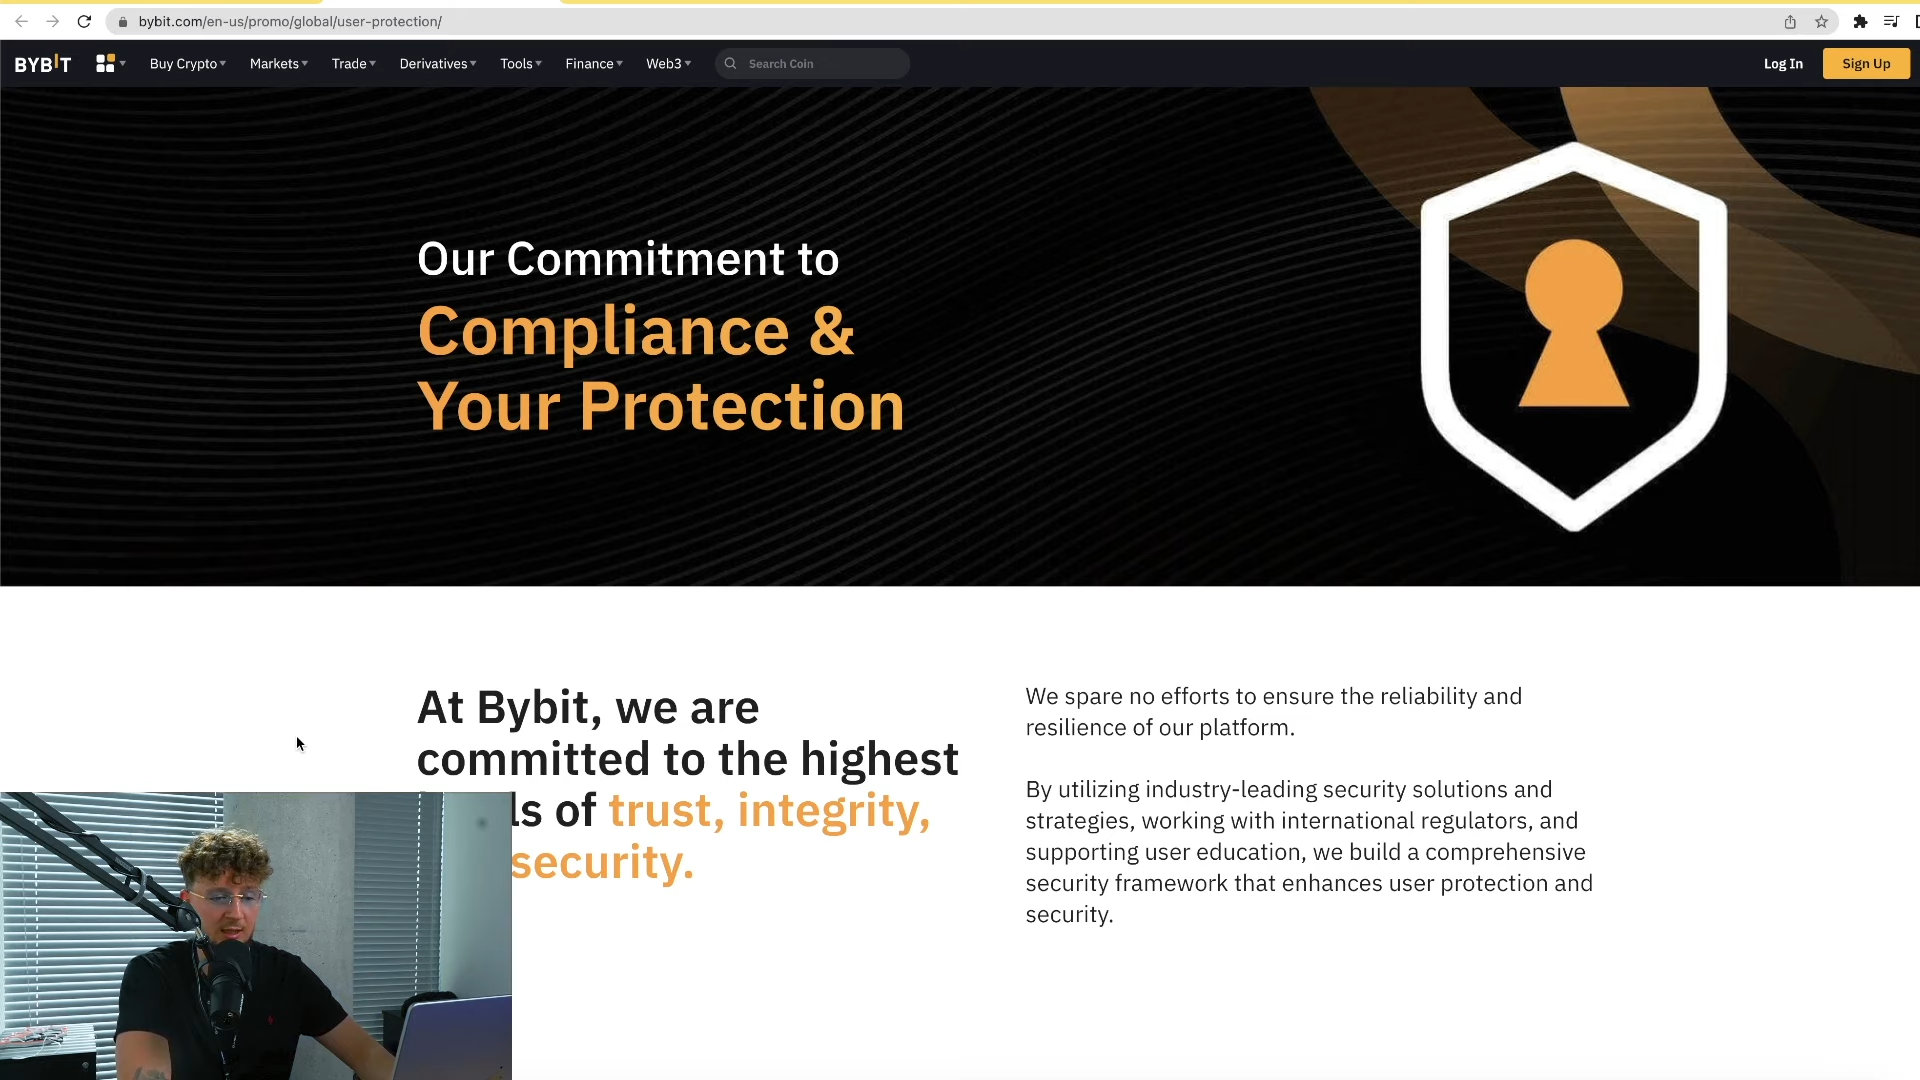 bybit.com/en-us/promo/global/user-protection/
BYBIT Buy Crypto Markets Trade Derivatives Tools Finance Web3 Search Coin Log In Sign Up
Our Commitment to
Compliance &
Your Protection
At Bybit, we are
committed to the highest
ls of trust, integrity,
security.
We spare no efforts to ensure the reliability and
resilience of our platform.
By utilizing industry-leading security solutions and
strategies, working with international regulators, and
supporting user education, we build a comprehensive
security framework that enhances user protection and
security.